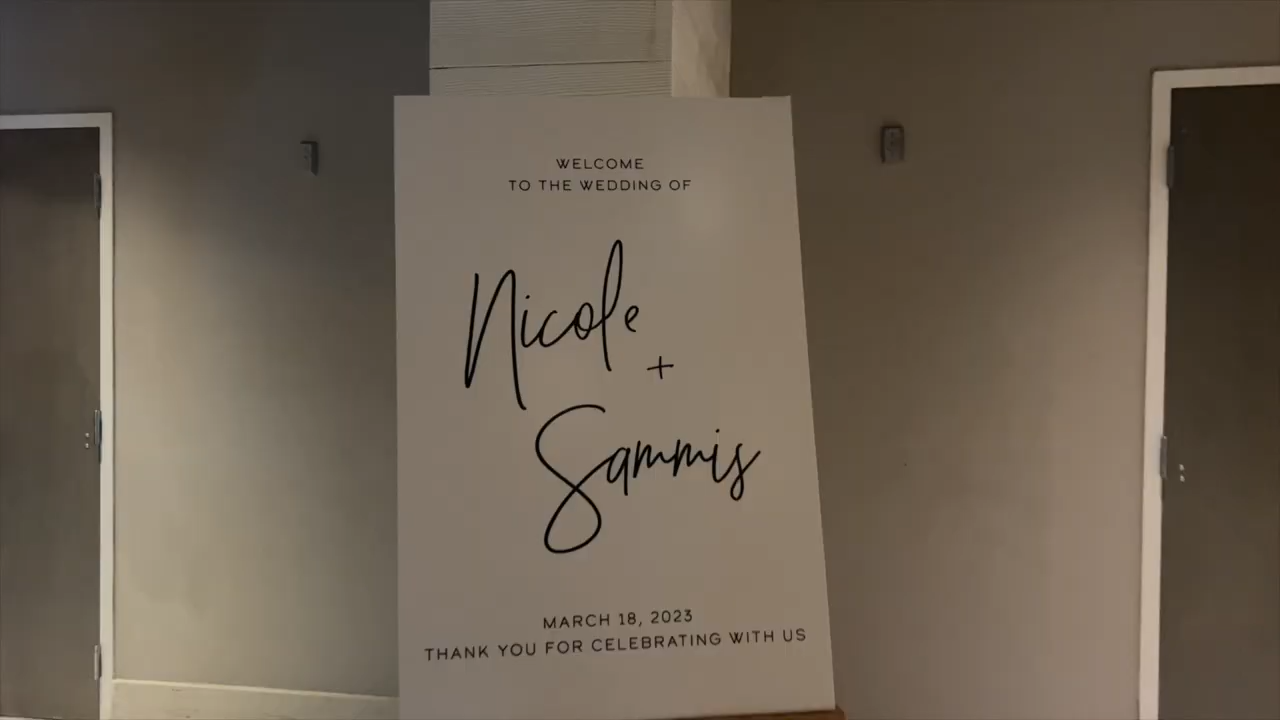 WELCOME
TO THE WEDDING OF
Nicole
+
Sammis
MARCH 18, 2023
THANK YOU FOR CELEBRATING WITH US